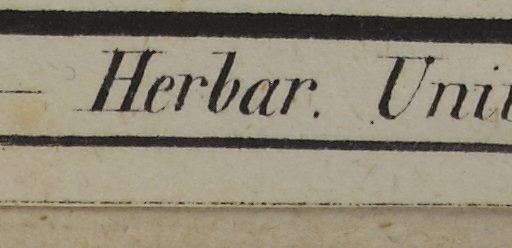 — Herbar. Uni